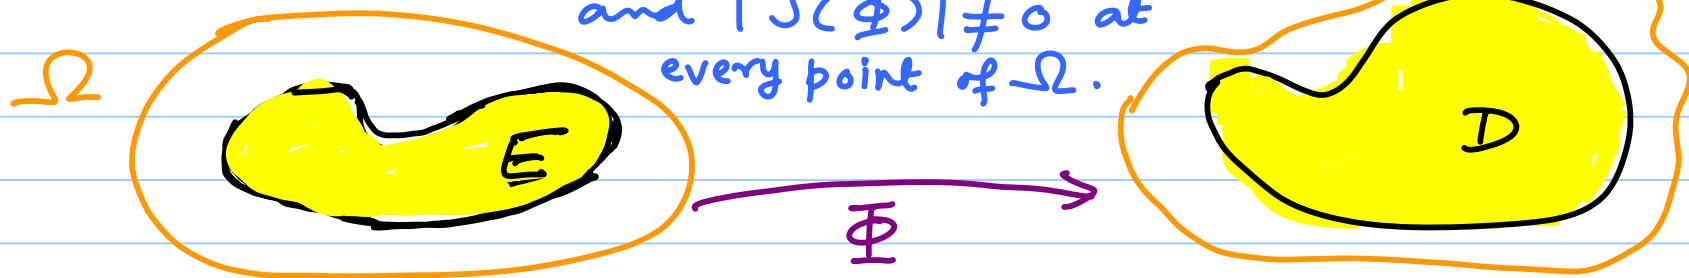 and |J(Φ)| ≠ 0 at
every point of Ω.
Ω
E
D
Φ